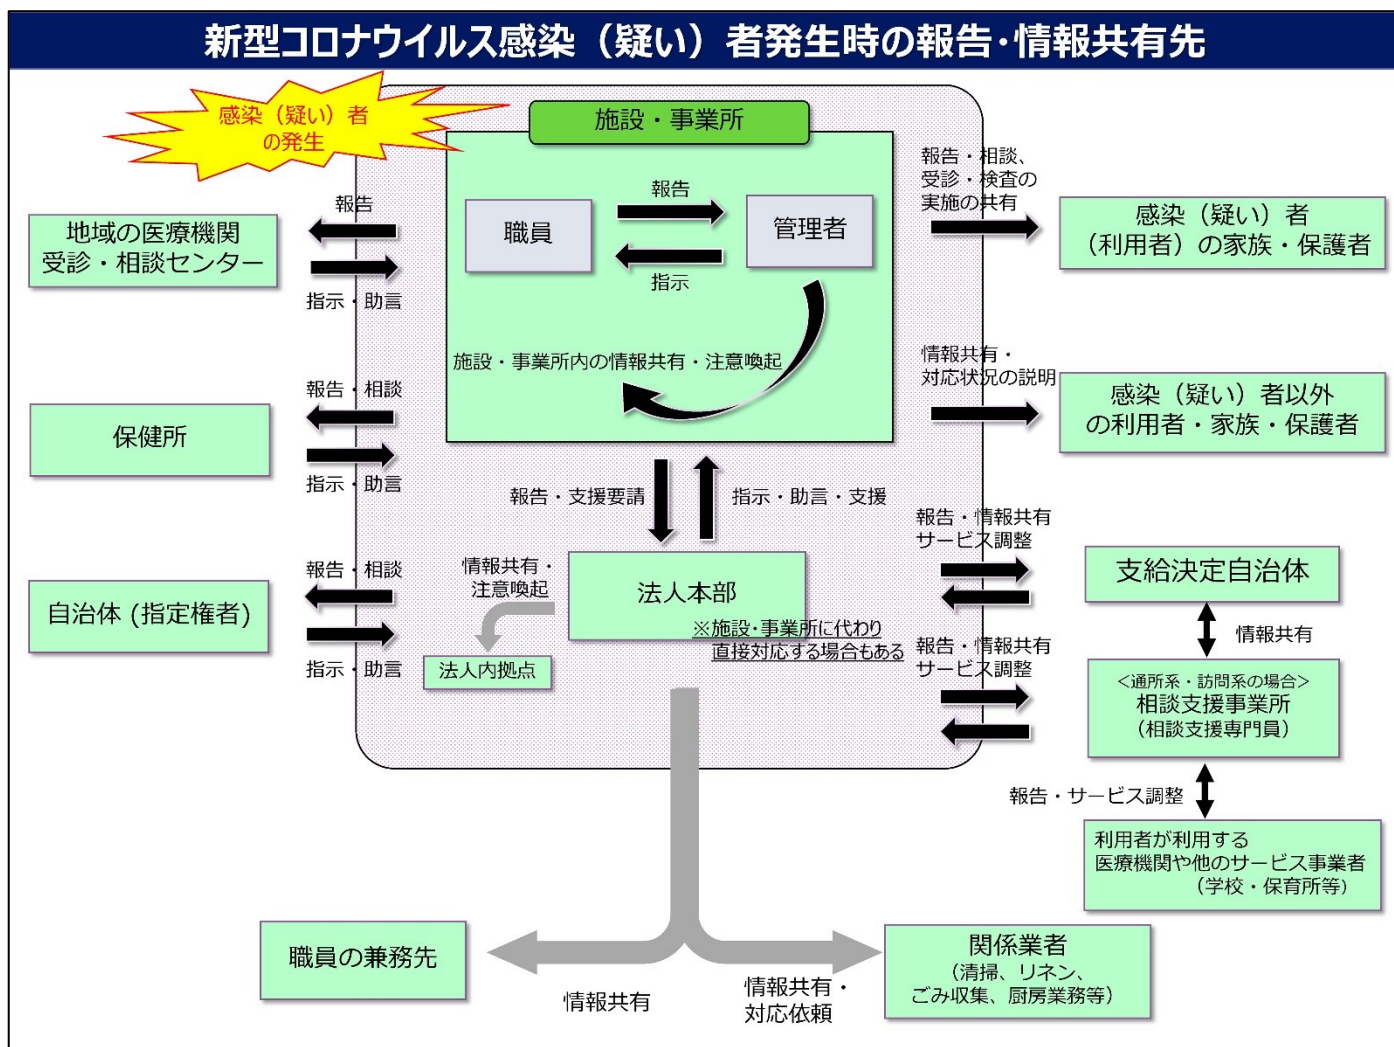 新型コロナウイルス感染（疑い）者発生時の報告・情報共有先
感染（疑い）者
の発生
施設・事業所
職員
報告
指示
管理者
施設・事業所内の情報共有・注意喚起
報告
地域の医療機関
受診・相談センター
指示・助言
報告・相談
保健所
指示・助言
報告・相談
自治体 (指定権者)
指示・助言
報告・相談、
受診・検査の
実施の共有
感染（疑い）者
（利用者）の家族・保護者
情報共有・
対応状況の説明
感染（疑い）者以外
の利用者・家族・保護者
報告・支援要請
指示・助言・支援
情報共有・
注意喚起
法人本部
※施設・事業所に代わり
直接対応する場合もある
法人内拠点
報告・情報共有
サービス調整
支給決定自治体
情報共有
報告・情報共有
サービス調整
＜通所系・訪問系の場合＞
相談支援事業所
（相談支援専門員）
報告・サービス調整
利用者が利用する
医療機関や他のサービス事業者
（学校・保育所等）
職員の兼務先
情報共有
情報共有・
対応依頼
関係業者
（清掃、リネン、
ごみ収集、厨房業務等）